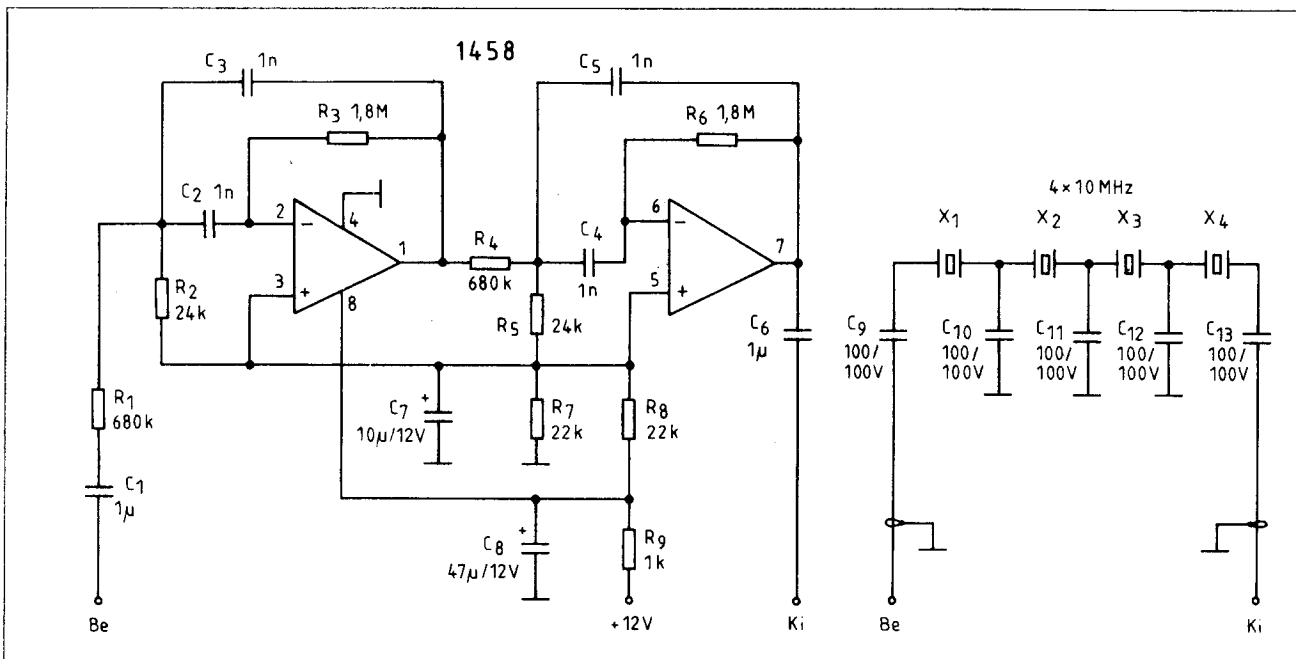 1458
C3 1n
R3 1,8M
C2 1n
2
3
4
8
1
−
+
R2
24k
R1
680k
C1
1µ
Be
R4
680k
C5 1n
R6 1,8M
C4
1n
6
5
7
−
+
R5 24k
C6
1µ
C7
10µ/12V
+
R7
22k
R8
22k
C8
47µ/12V
+
R9
1k
+12V
Ki
4×10 MHz
X1 X2 X3 X4
C9
100/
100V
C10
100/
100V
C11
100/
100V
C12
100/
100V
C13
100/
100V
Be
Ki